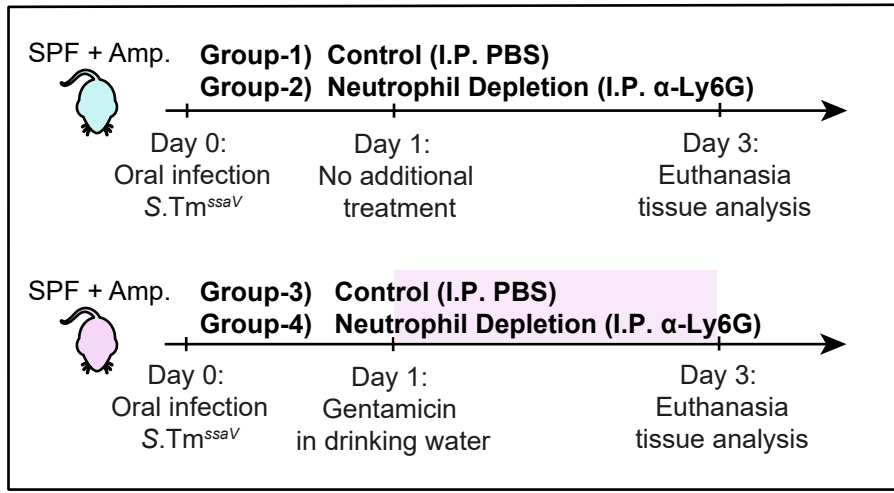 SPF + Amp.
Group-1) Control (I.P. PBS)
Group-2) Neutrophil Depletion (I.P. α-Ly6G)
Day 0:
Oral infection
S.Tm^ssaV
Day 1:
No additional
treatment
Day 3:
Euthanasia
tissue analysis
SPF + Amp.
Group-3) Control (I.P. PBS)
Group-4) Neutrophil Depletion (I.P. α-Ly6G)
Day 0:
Oral infection
S.Tm^ssaV
Day 1:
Gentamicin
in drinking water
Day 3:
Euthanasia
tissue analysis